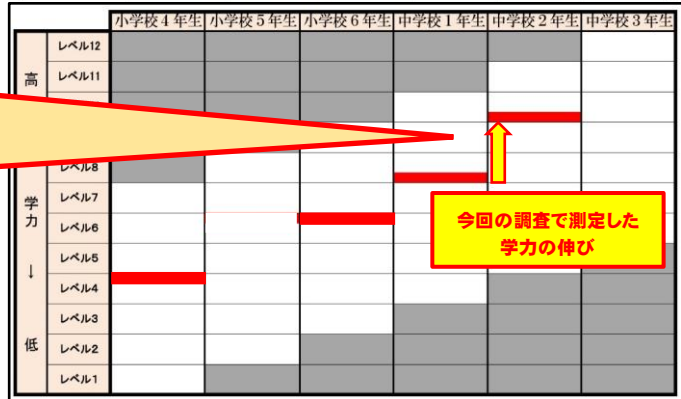 小学校4年生 小学校5年生 小学校6年生 中学校1年生 中学校2年生 中学校3年生
高
学力
↓
低
レベル12
レベル11
レベル8
レベル7
レベル6
レベル5
レベル4
レベル3
レベル2
レベル1
今回の調査で測定した
学力の伸び